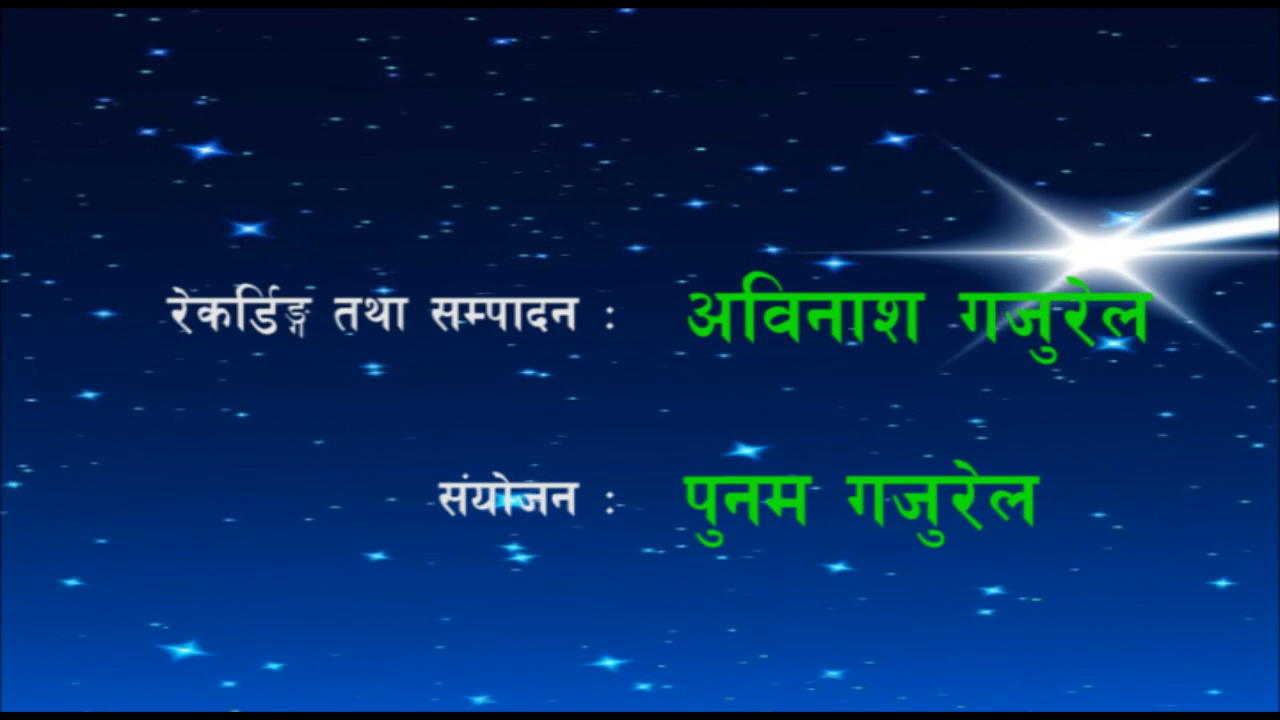 रेकर्डिङ्ग तथा सम्पादन : अविनाश गजुरेल
संयोजन : पुनम गजुरेल